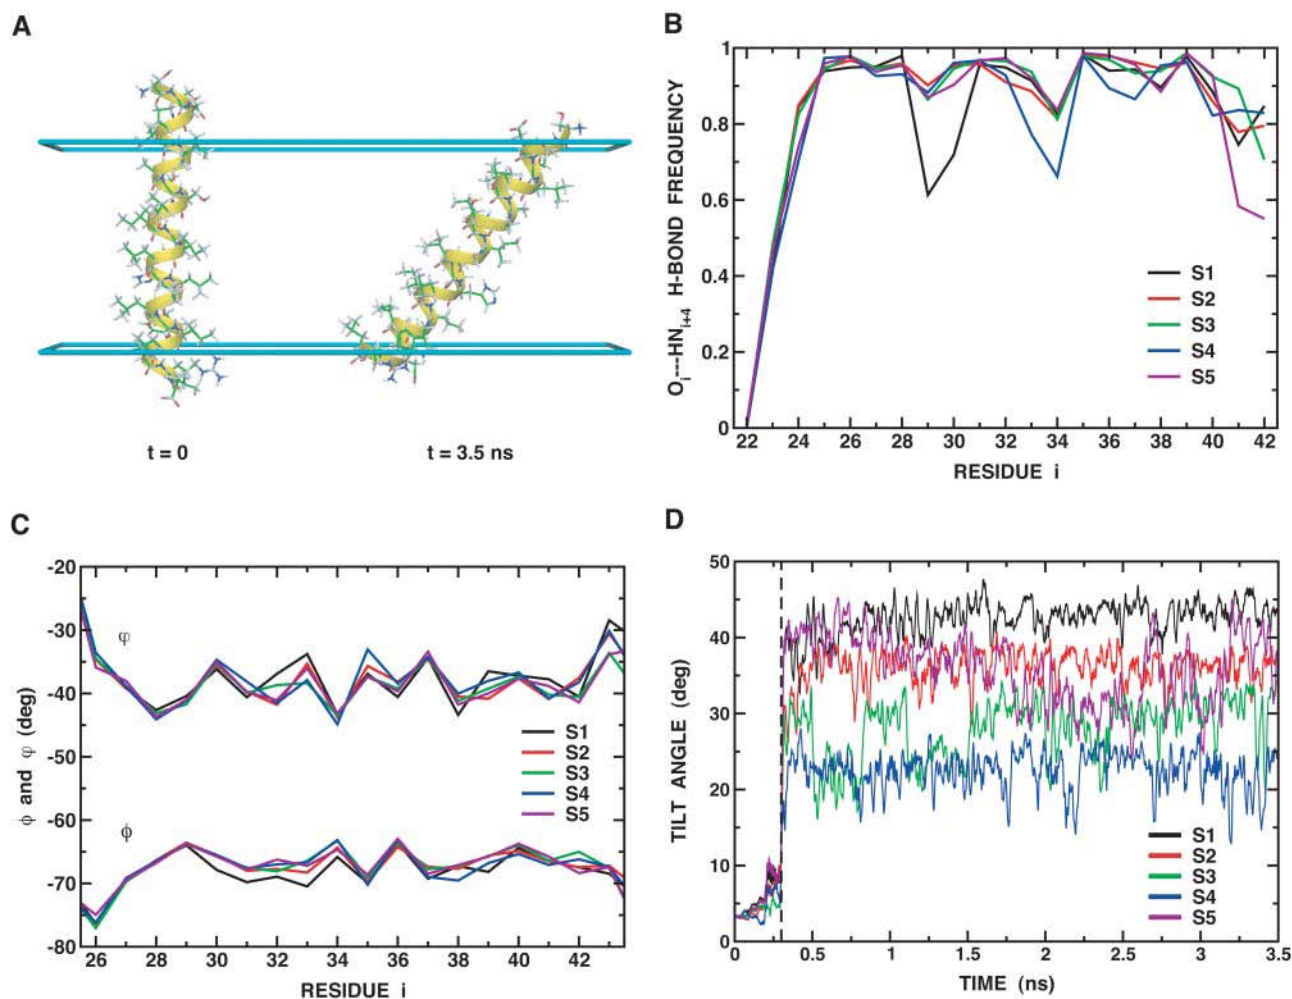 A
t = 0
t = 3.5 ns
B
O_i---HN_{i+4} H-BOND FREQUENCY
1
0.8
0.6
0.4
0.2
0
22 24 26 28 30 32 34 36 38 40 42
RESIDUE i
S1
S2
S3
S4
S5
C
ϕ and φ (deg)
-20
-30
-40
-50
-60
-70
-80
φ
ϕ
S1
S2
S3
S4
S5
26 28 30 32 34 36 38 40 42
RESIDUE i
D
TILT ANGLE (deg)
50
40
30
20
10
0
S1
S2
S3
S4
S5
0 0.5 1 1.5 2 2.5 3 3.5
TIME (ns)